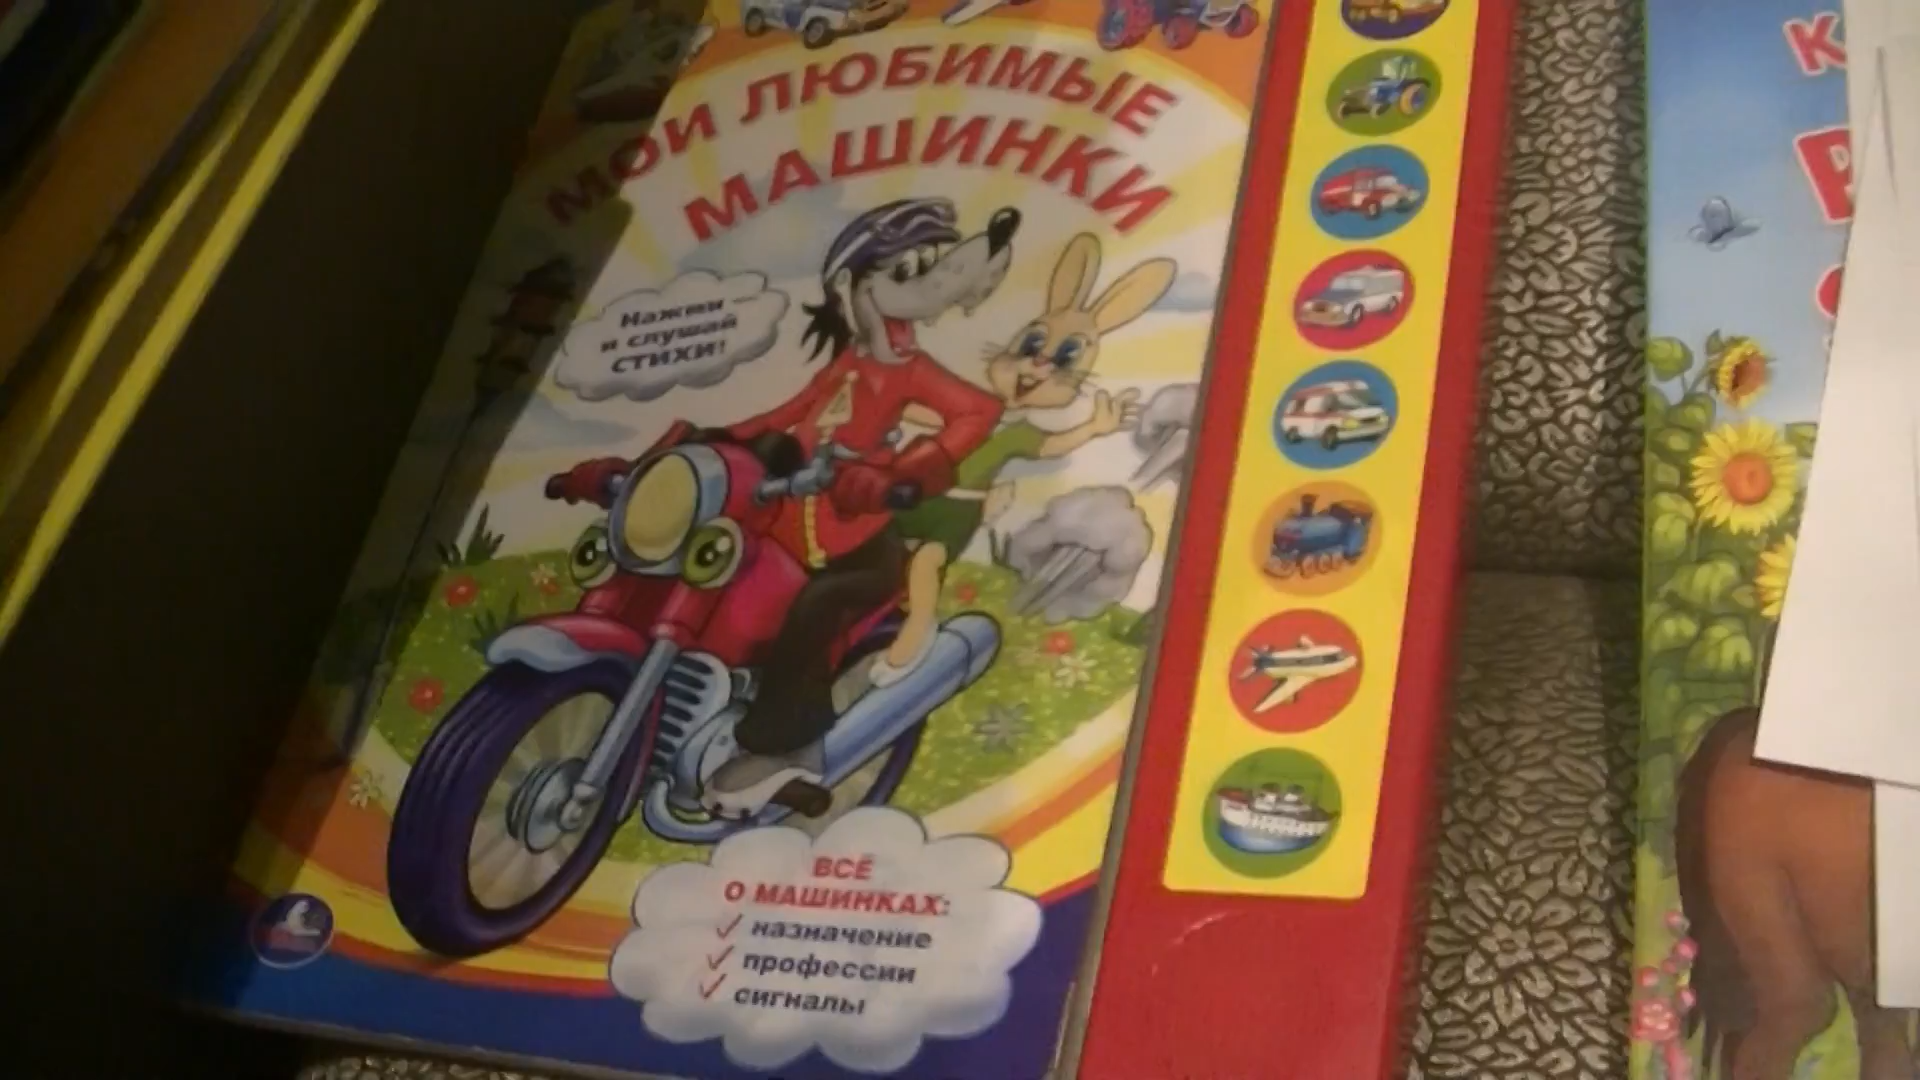 МОИ ЛЮБИМЫЕ
МАШИНКИ
Нажми —
и слушай
СТИХИ!
ВСЁ
О МАШИНКАХ:
назначение
профессии
сигналы